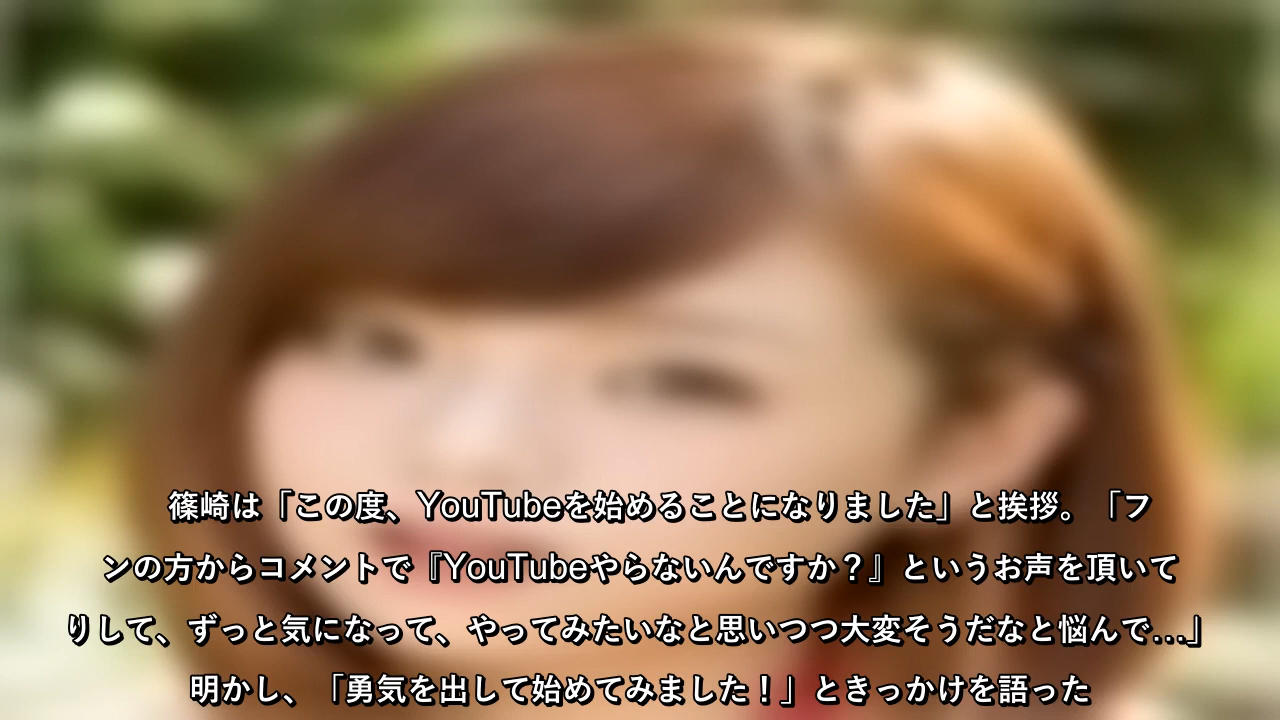 篠崎は「この度、YouTubeを始めることになりました」と挨拶。「フ
ンの方からコメントで『YouTubeやらないんですか？』というお声を頂いて
りして、ずっと気になって、やってみたいなと思いつつ大変そうだなと悩んで…」
明かし、「勇気を出して始めてみました！」ときっかけを語った